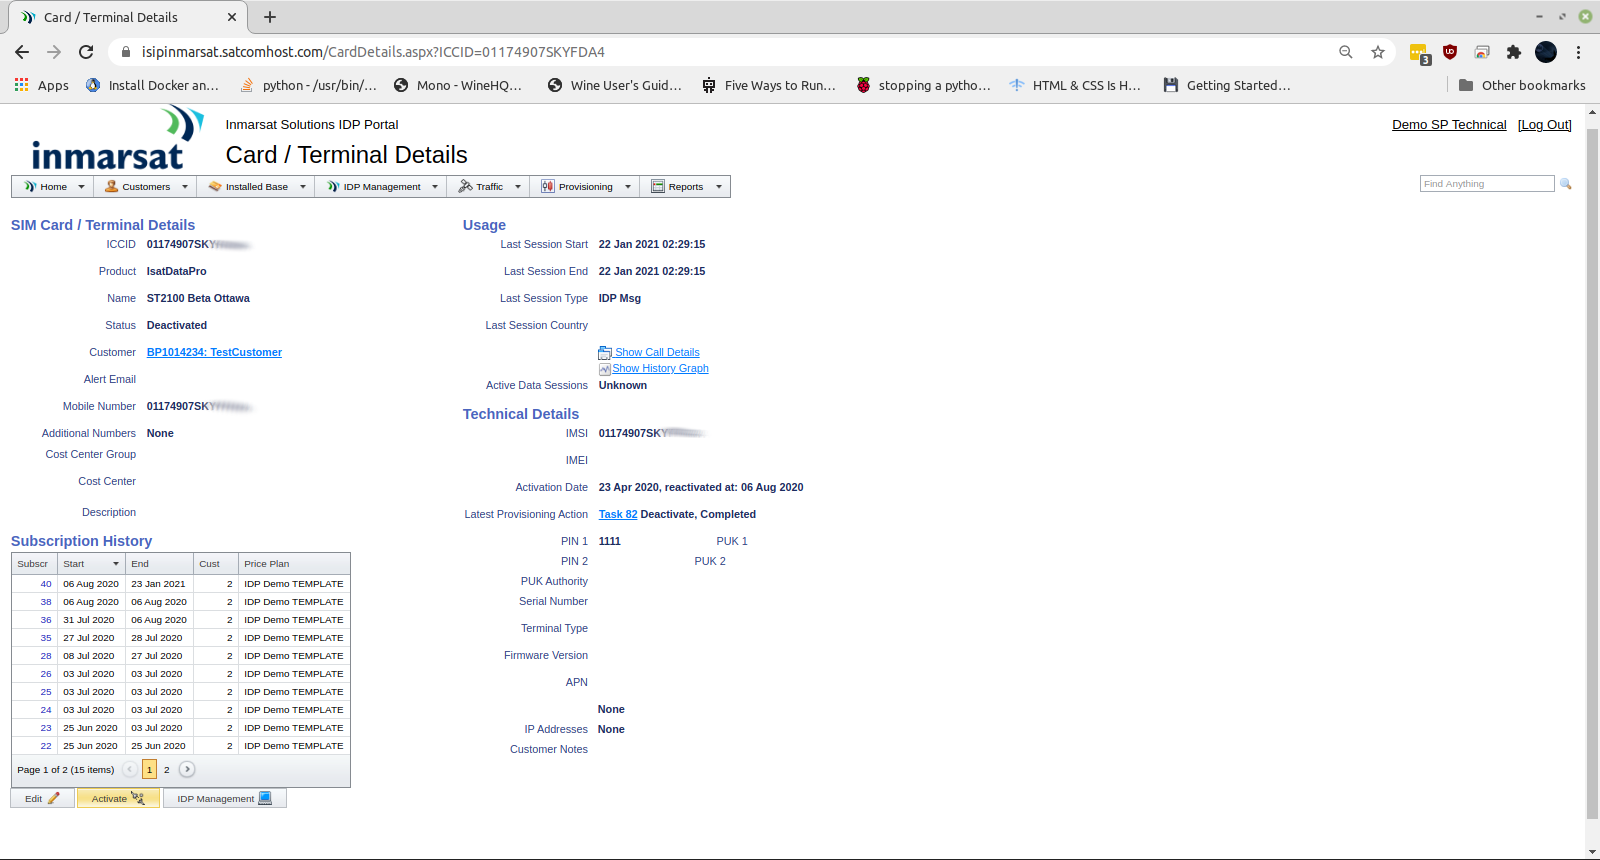 Card / Terminal Details
isipinmarsat.satcomhost.com/CardDetails.aspx?ICCID=01174907SKYFDA4
3
Apps Install Docker an... python - /usr/bin/... Mono - WineHQ... Wine User's Guid... Five Ways to Run... stopping a pytho... HTML & CSS Is H... Getting Started... Other bookmarks
inmarsat
Inmarsat Solutions IDP Portal
Card / Terminal Details
Demo SP Technical [Log Out]
Home Customers Installed Base IDP Management Traffic Provisioning Reports
Find Anything
SIM Card / Terminal Details
ICCID 01174907SKY
Product IsatDataPro
Name ST2100 Beta Ottawa
Status Deactivated
Customer BP1014234: TestCustomer
Alert Email
Mobile Number 01174907SKY
Additional Numbers None
Cost Center Group
Cost Center
Description
Subscription History
Subscr Start End Cust Price Plan
40 06 Aug 2020 23 Jan 2021 2 IDP Demo TEMPLATE
38 06 Aug 2020 06 Aug 2020 2 IDP Demo TEMPLATE
36 31 Jul 2020 06 Aug 2020 2 IDP Demo TEMPLATE
35 27 Jul 2020 28 Jul 2020 2 IDP Demo TEMPLATE
28 08 Jul 2020 27 Jul 2020 2 IDP Demo TEMPLATE
26 03 Jul 2020 03 Jul 2020 2 IDP Demo TEMPLATE
25 03 Jul 2020 03 Jul 2020 2 IDP Demo TEMPLATE
24 03 Jul 2020 03 Jul 2020 2 IDP Demo TEMPLATE
23 25 Jun 2020 03 Jul 2020 2 IDP Demo TEMPLATE
22 25 Jun 2020 25 Jun 2020 2 IDP Demo TEMPLATE
Page 1 of 2 (15 items) 1 2
Edit Activate IDP Management
Usage
Last Session Start 22 Jan 2021 02:29:15
Last Session End 22 Jan 2021 02:29:15
Last Session Type IDP Msg
Last Session Country
Show Call Details
Show History Graph
Active Data Sessions Unknown
Technical Details
IMSI 01174907SKY
IMEI
Activation Date 23 Apr 2020, reactivated at: 06 Aug 2020
Latest Provisioning Action Task 82 Deactivate, Completed
PIN 1 1111 PUK 1
PIN 2 PUK 2
PUK Authority
Serial Number
Terminal Type
Firmware Version
APN
None
IP Addresses None
Customer Notes